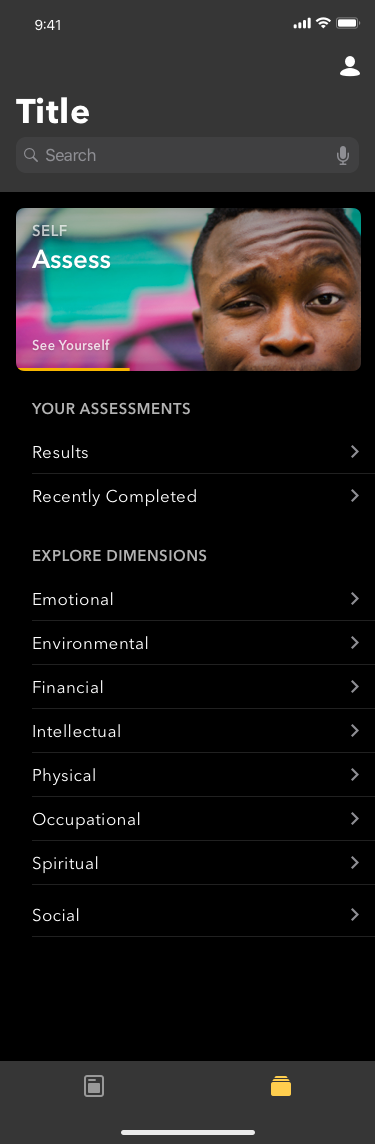 9:41
Title
Search
SELF
Assess
See Yourself
YOUR ASSESSMENTS
Results
Recently Completed
EXPLORE DIMENSIONS
Emotional
Environmental
Financial
Intellectual
Physical
Occupational
Spiritual
Social